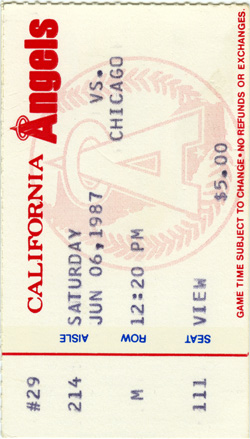 CALIFORNIA Angels
SATURDAY VS.
JUN 06,1987 CHICAGO
12:20 PM
VIEW $5.00
GAME TIME SUBJECT TO CHANGE • NO REFUNDS OR EXCHANGES.
AISLE ROW SEAT
#29
214 M 111